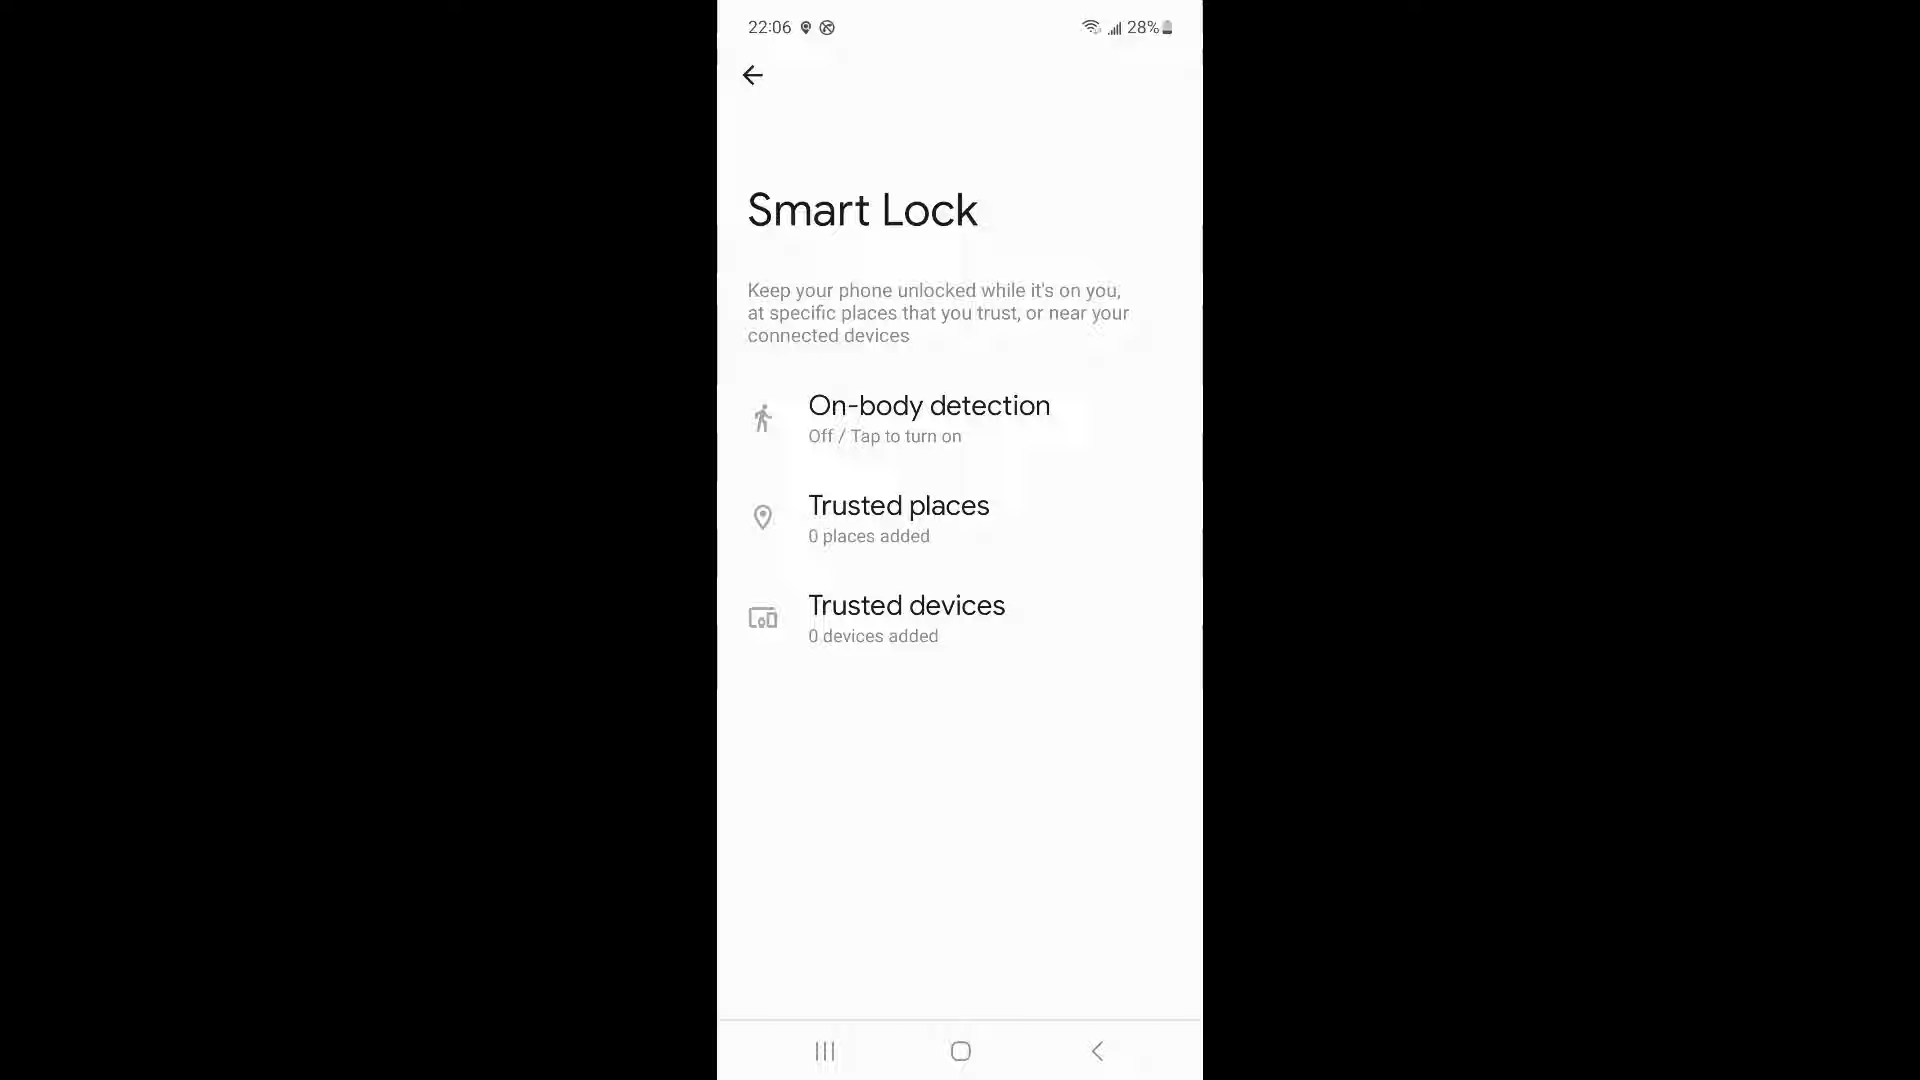 22:06 28%
Smart Lock
Keep your phone unlocked while it's on you,
at specific places that you trust, or near your
connected devices
On-body detection
Off / Tap to turn on
Trusted places
0 places added
Trusted devices
0 devices added